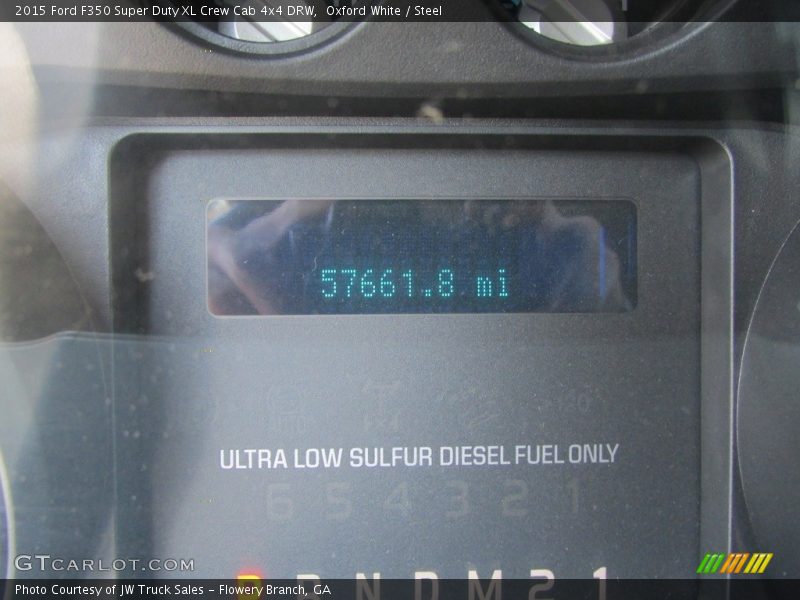 2015 Ford F350 Super Duty XL Crew Cab 4x4 DRW,  Oxford White / Steel
57661.8 mi
ULTRA LOW SULFUR DIESEL FUEL ONLY
6 5 4 3 2 1
P R N D M 2 1
GTCARLOT.COM
Photo Courtesy of JW Truck Sales - Flowery Branch, GA